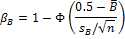 β_B = 1 − Φ((0.5 − B̄)/(s_B/√n))